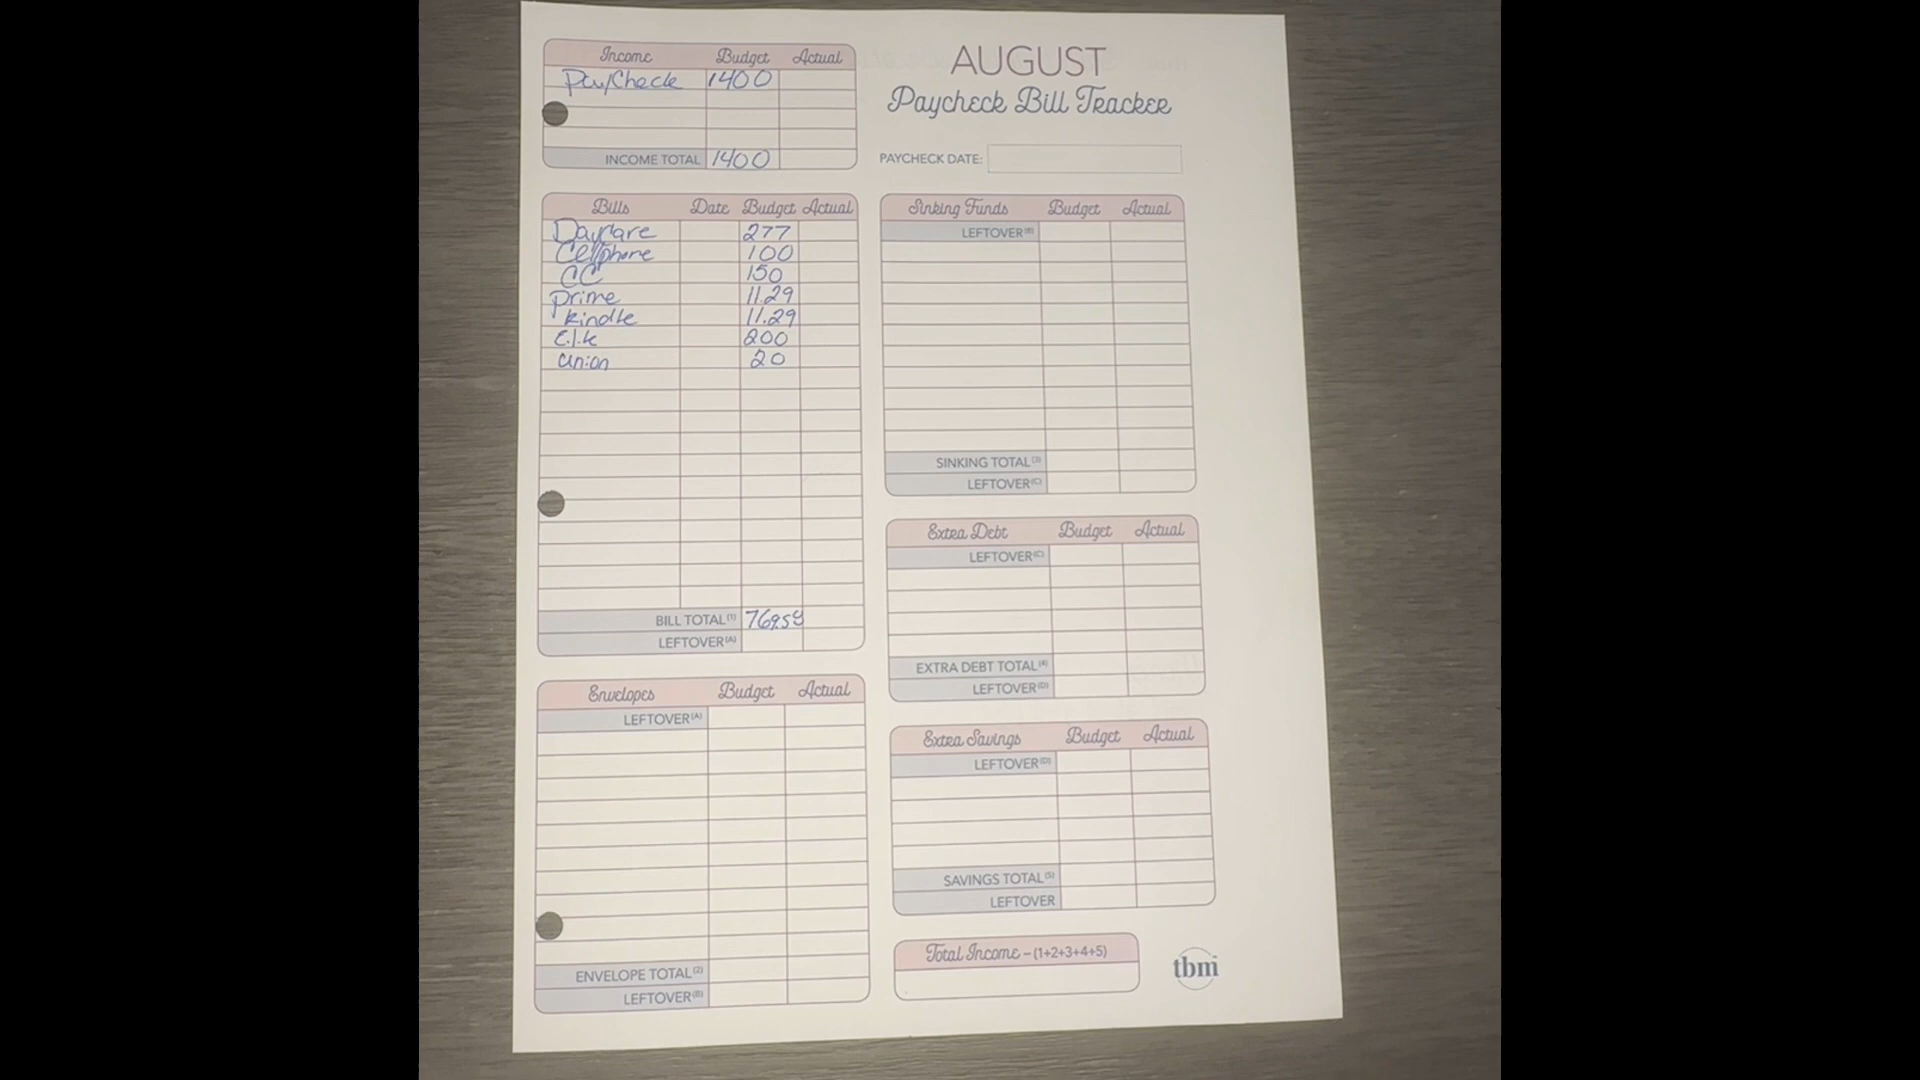 Income Budget Actual
PayCheck 1400
INCOME TOTAL 1400
AUGUST
Paycheck Bill Tracker
PAYCHECK DATE:
Bills Date Budget Actual
Daycare 277
Cellphone 100
CC 150
Prime 11.29
kindle 11.29
E.I.K 200
union 20
BILL TOTAL (1) 769.58
LEFTOVER (A)
Envelopes Budget Actual
LEFTOVER (A)
ENVELOPE TOTAL (2)
LEFTOVER (B)
Sinking Funds Budget Actual
LEFTOVER (B)
SINKING TOTAL (3)
LEFTOVER (C)
Extra Debt Budget Actual
LEFTOVER (C)
EXTRA DEBT TOTAL (4)
LEFTOVER (D)
Extra Savings Budget Actual
LEFTOVER (D)
SAVINGS TOTAL (5)
LEFTOVER
Total Income - (1+2+3+4+5)
tbm